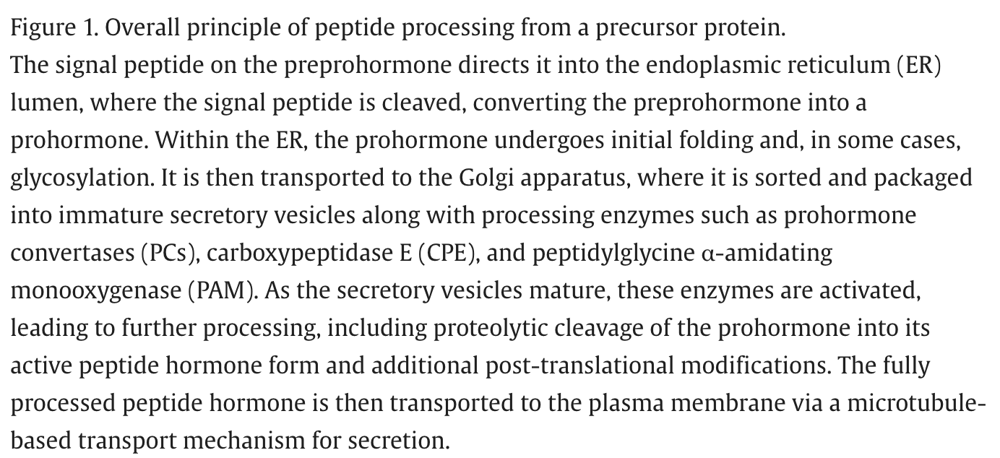 Figure 1. Overall principle of peptide processing from a precursor protein.
The signal peptide on the preprohormone directs it into the endoplasmic reticulum (ER)
lumen, where the signal peptide is cleaved, converting the preprohormone into a
prohormone. Within the ER, the prohormone undergoes initial folding and, in some cases,
glycosylation. It is then transported to the Golgi apparatus, where it is sorted and packaged
into immature secretory vesicles along with processing enzymes such as prohormone
convertases (PCs), carboxypeptidase E (CPE), and peptidylglycine α-amidating
monooxygenase (PAM). As the secretory vesicles mature, these enzymes are activated,
leading to further processing, including proteolytic cleavage of the prohormone into its
active peptide hormone form and additional post-translational modifications. The fully
processed peptide hormone is then transported to the plasma membrane via a microtubule-
based transport mechanism for secretion.